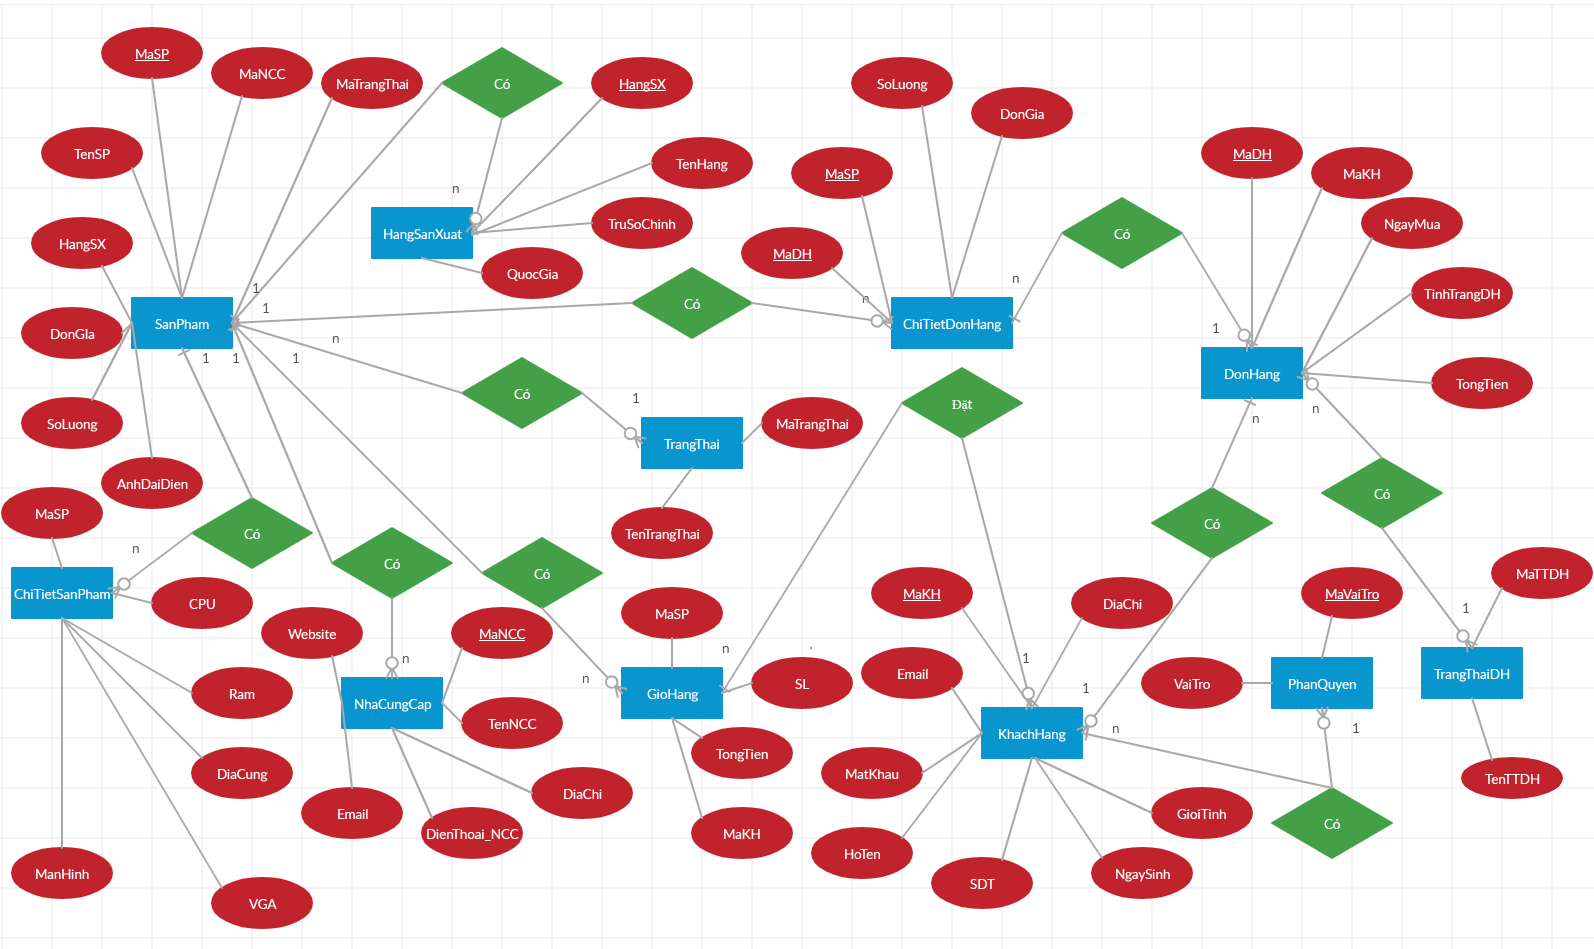 MaSP
MaNCC
MaTrangThai
Có
HangSX
SoLuong
DonGia
TenSP
TenHang
MaSP
MaDH
MaKH
n
HangSX
HangSanXuat
TruSoChinh
MaDH
Có
NgayMua
QuocGia
n
TinhTrangDH
1
1
SanPham
Có
n
ChiTietDonHang
DonGIa
n
1
1
1
1
DonHang
TongTien
Có
1
Đặt
n
SoLuong
TrangThai
MaTrangThai
n
AnhDaiDien
MaSP
TenTrangThai
Có
Có
n
Có
Có
Có
ChiTietSanPham
CPU
MaSP
MaKH
DiaChi
MaVaiTro
MaTTDH
1
Website
MaNCC
n
n
1
n
Ram
NhaCungCap
TenNCC
GioHang
SL
Email
1
VaiTro
PhanQuyen
TrangThaiDH
KhachHang
n
1
DiaCung
TongTien
MatKhau
TenTTDH
Email
DienThoai_NCC
DiaChi
MaKH
GioiTinh
Có
HoTen
ManHinh
SDT
NgaySinh
VGA